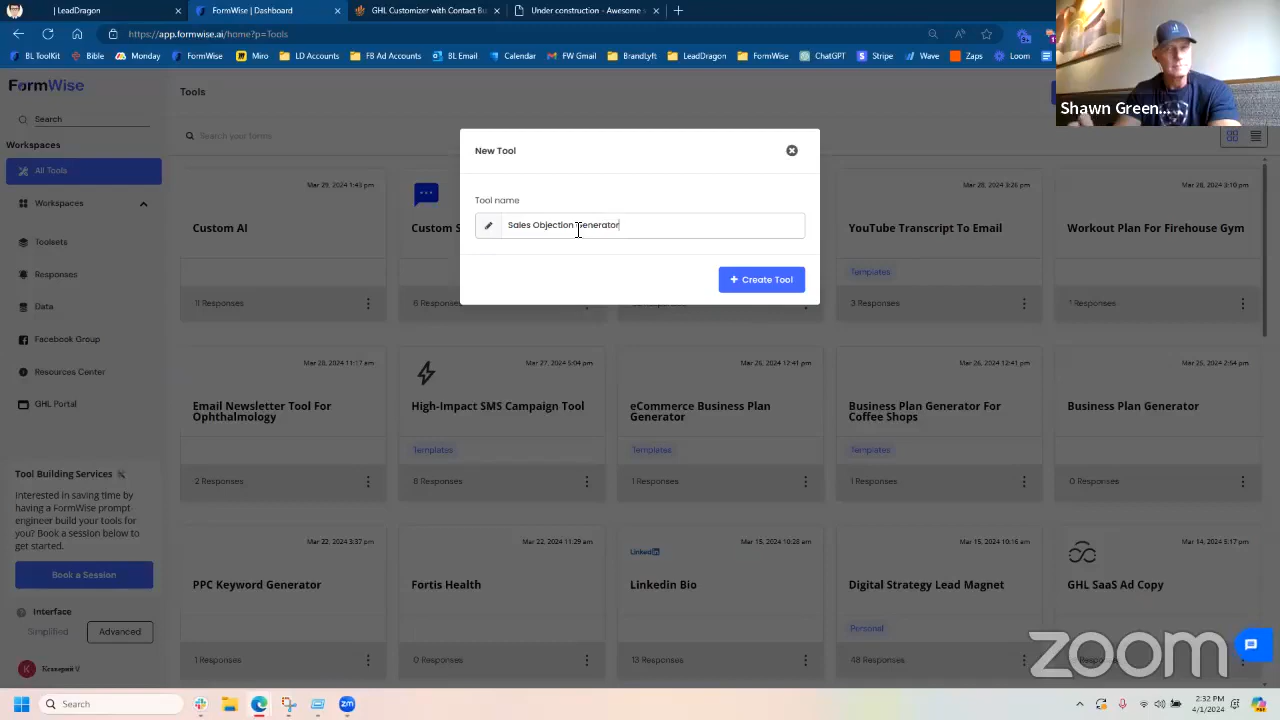 LeadDragon
FormWise | Dashboard
GHL Customizer with Contact Bu
Under construction - Awesome s
https://app.formwise.ai/home?p=Tools
BL ToolKit
Bible
Monday
FormWise
Miro
LD Accounts
FB Ad Accounts
BL Email
Calendar
FW Gmail
BrandLyft
LeadDragon
FormWise
ChatGPT
Stripe
Wave
Zaps
Loom
Shawn Green...
FormWise
Search
Workspaces
All Tools
Workspaces
Toolsets
Responses
Data
Facebook Group
Resources Center
GHL Portal
Tool Building Services
Interested in saving time by
having a FormWise prompt
engineer build your tools for
you? Book a session below to
get started.
Book a Session
Interface
Simplified
Advanced
K
Tools
Search your forms
New Tool
Tool name
Sales Objection Generator
+ Create Tool
Mar 29, 2024 1:43 pm
Custom AI
11 Responses
Custom S
6 Responses
Mar 28, 2024 3:26 pm
YouTube Transcript To Email
Templates
3 Responses
Mar 28, 2024 3:10 pm
Workout Plan For Firehouse Gym
1 Responses
Mar 28, 2024 11:17 am
Email Newsletter Tool For
Ophthalmology
2 Responses
Mar 27, 2024 5:04 pm
High-Impact SMS Campaign Tool
Templates
8 Responses
Mar 26, 2024 12:41 pm
eCommerce Business Plan
Generator
Templates
1 Responses
Mar 26, 2024 12:41 pm
Business Plan Generator For
Coffee Shops
Templates
1 Responses
Mar 25, 2024 2:54 pm
Business Plan Generator
0 Responses
Mar 22, 2024 3:37 pm
PPC Keyword Generator
1 Responses
Mar 22, 2024 11:29 am
Fortis Health
0 Responses
LinkedIn
Mar 15, 2024 10:28 am
Linkedin Bio
13 Responses
Mar 15, 2024 10:16 am
Digital Strategy Lead Magnet
Personal
48 Responses
Mar 14, 2024 5:17 pm
GHL SaaS Ad Copy
zoom
Search
zm
2:32 PM
4/1/2024